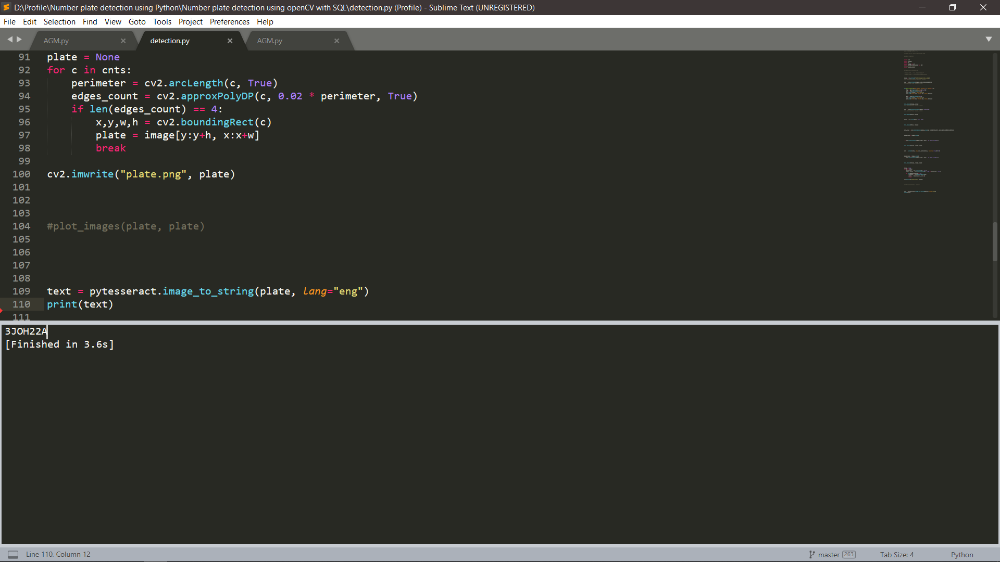 D:\Profile\Number plate detection using Python\Number plate detection using openCV with SQL\detection.py (Profile) - Sublime Text (UNREGISTERED)
File Edit Selection Find View Goto Tools Project Preferences Help
AGM.py × detection.py × AGM.py ×
91 plate = None
92 for c in cnts:
93     perimeter = cv2.arcLength(c, True)
94     edges_count = cv2.approxPolyDP(c, 0.02 * perimeter, True)
95     if len(edges_count) == 4:
96         x,y,w,h = cv2.boundingRect(c)
97         plate = image[y:y+h, x:x+w]
98         break
99
100 cv2.imwrite("plate.png", plate)
101
102
103
104 #plot_images(plate, plate)
105
106
107
108
109 text = pytesseract.image_to_string(plate, lang="eng")
110 print(text)
111
3JOH22A
[Finished in 3.6s]
Line 110, Column 12 master 263 Tab Size: 4 Python